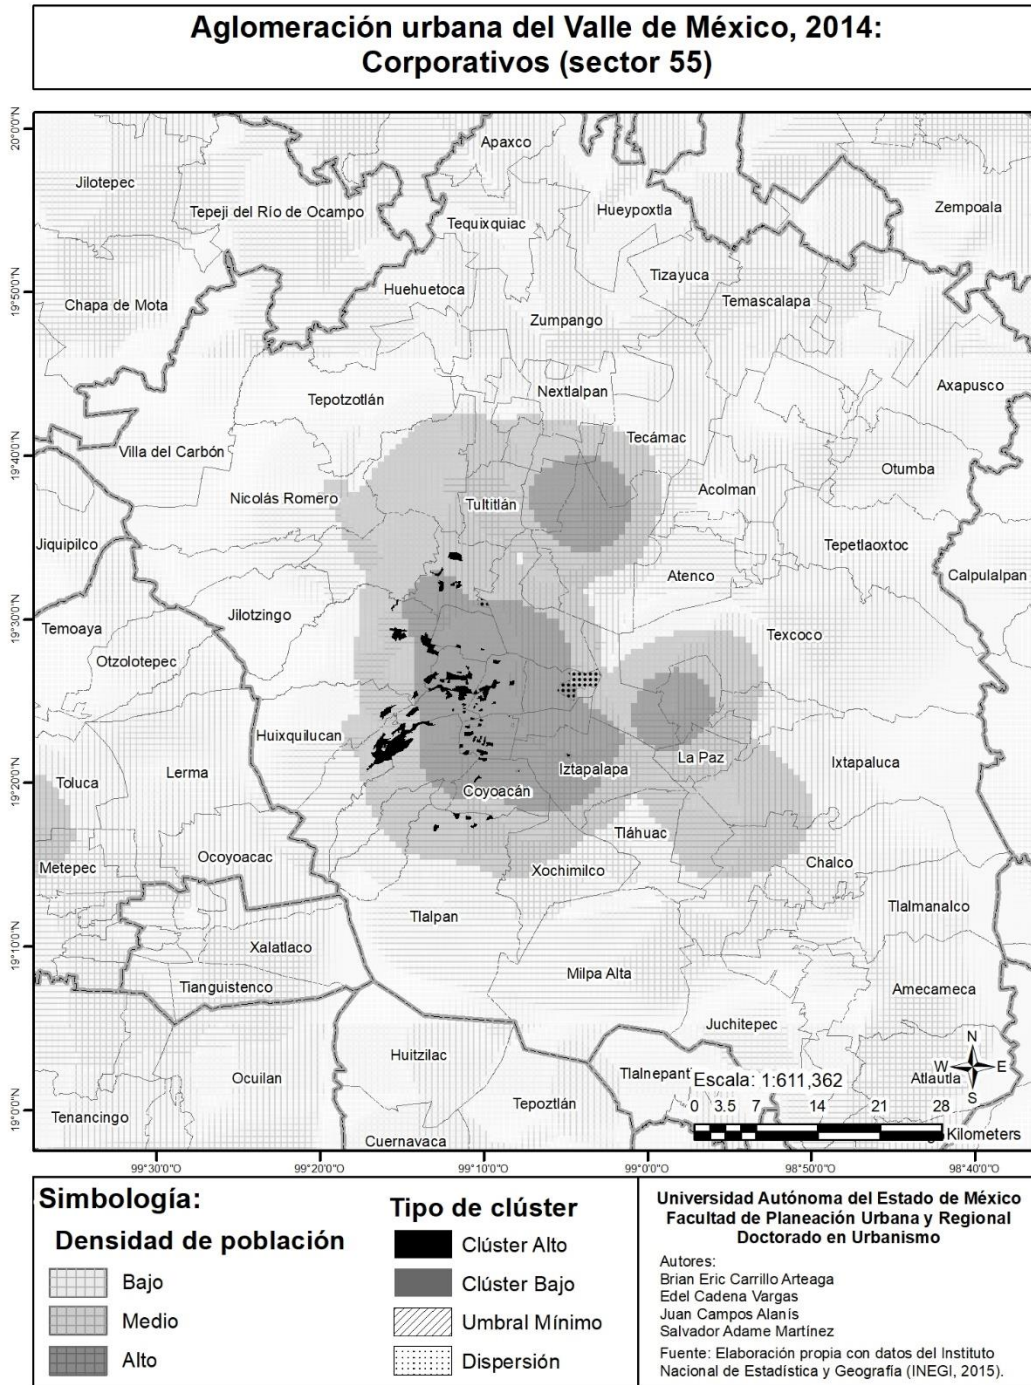 Aglomeración urbana del Valle de México, 2014:
Corporativos (sector 55)
20°0'0"N
19°50'0"N
19°40'0"N
19°30'0"N
19°20'0"N
19°10'0"N
19°0'0"N
Apaxco
Jilotepec
Tepeji del Río de Ocampo
Hueypoxtla
Zempoala
Tequixquiac
Tizayuca
Huehuetoca
Temascalapa
Chapa de Mota
Zumpango
Nextlalpan
Axapusco
Tepotzotlán
Tecámac
Villa del Carbón
Otumba
Nicolás Romero
Tultitlán
Acolman
Jiquipilco
Tepetlaoxtoc
Atenco
Calpulalpan
Jilotzingo
Temoaya
Texcoco
Otzolotepec
Huixquilucan
La Paz
Ixtapaluca
Lerma
Iztapalapa
Toluca
Coyoacán
Tláhuac
Ocoyoacac
Chalco
Metepec
Xochimilco
Tlalpan
Tlalmanalco
Xalatlaco
Milpa Alta
Tianguistenco
Amecameca
Juchitepec
Huitzilac
Ocuilan
Tlalnepant
Atlautla
Tepoztlán
Tenancingo
Cuernavaca
N
W
E
S
Escala: 1:611,362
0 3.5 7 14 21 28
Kilometers
99°30'0"O 99°20'0"O 99°10'0"O 99°0'0"O 98°50'0"O 98°40'0"O
Simbología:
Densidad de población
Bajo
Medio
Alto
Tipo de clúster
Clúster Alto
Clúster Bajo
Umbral Mínimo
Dispersión
Universidad Autónoma del Estado de México
Facultad de Planeación Urbana y Regional
Doctorado en Urbanismo
Autores:
Brian Eric Carrillo Arteaga
Edel Cadena Vargas
Juan Campos Alanís
Salvador Adame Martínez
Fuente: Elaboración propia con datos del Instituto
Nacional de Estadística y Geografía (INEGI, 2015).